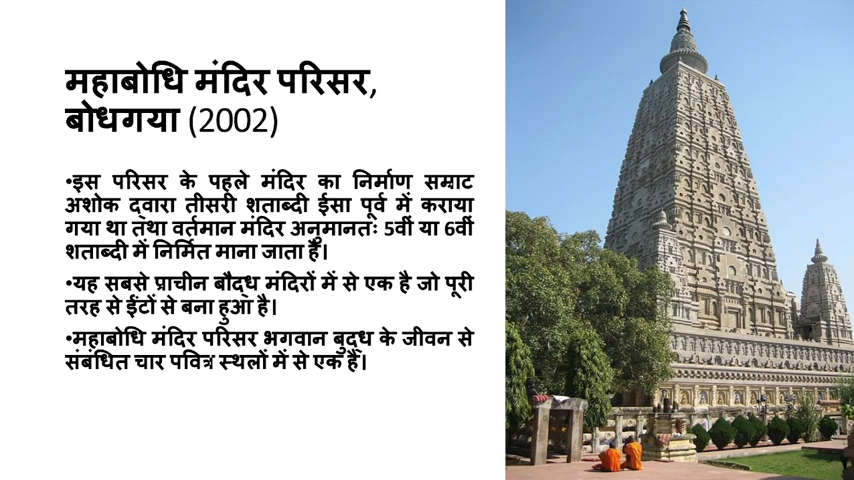 महाबोधि मंदिर परिसर,
बोधगया (2002)
•इस परिसर के पहले मंदिर का निर्माण सम्राट
अशोक द्वारा तीसरी शताब्दी ईसा पूर्व में कराया
गया था तथा वर्तमान मंदिर अनुमानतः 5वीं या 6वीं
शताब्दी में निर्मित माना जाता है।
•यह सबसे प्राचीन बौद्ध मंदिरों में से एक है जो पूरी
तरह से ईंटों से बना हुआ है।
•महाबोधि मंदिर परिसर भगवान बुद्ध के जीवन से
संबंधित चार पवित्र स्थलों में से एक है।